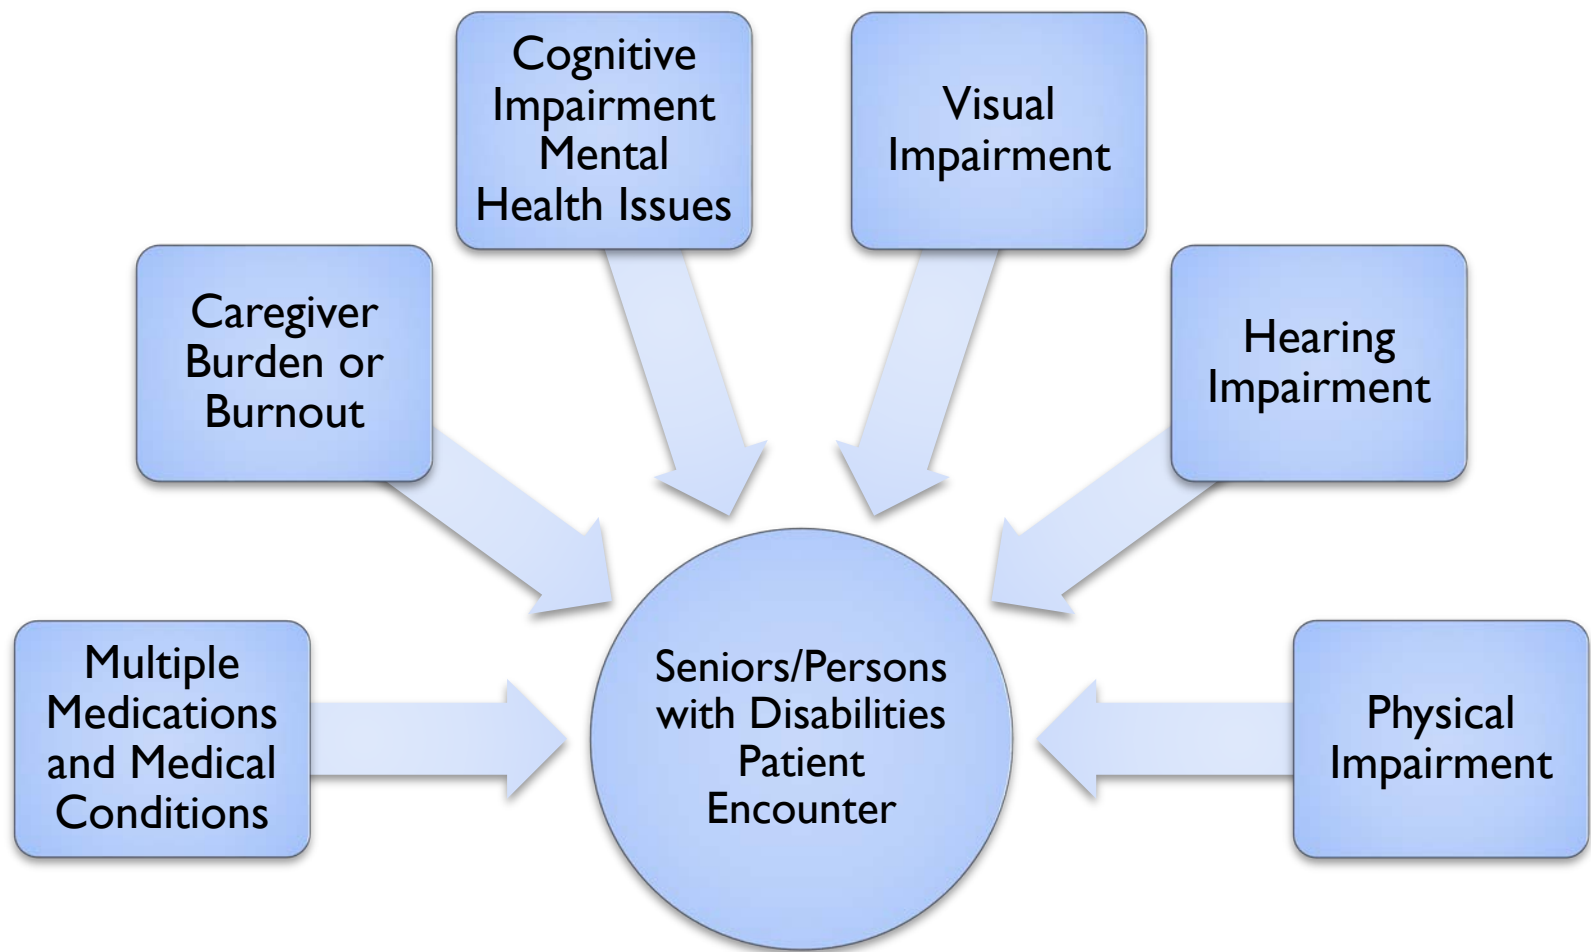 Cognitive
Impairment
Mental
Health Issues
Visual
Impairment
Caregiver
Burden or
Burnout
Hearing
Impairment
Multiple
Medications
and Medical
Conditions
Seniors/Persons
with Disabilities
Patient
Encounter
Physical
Impairment